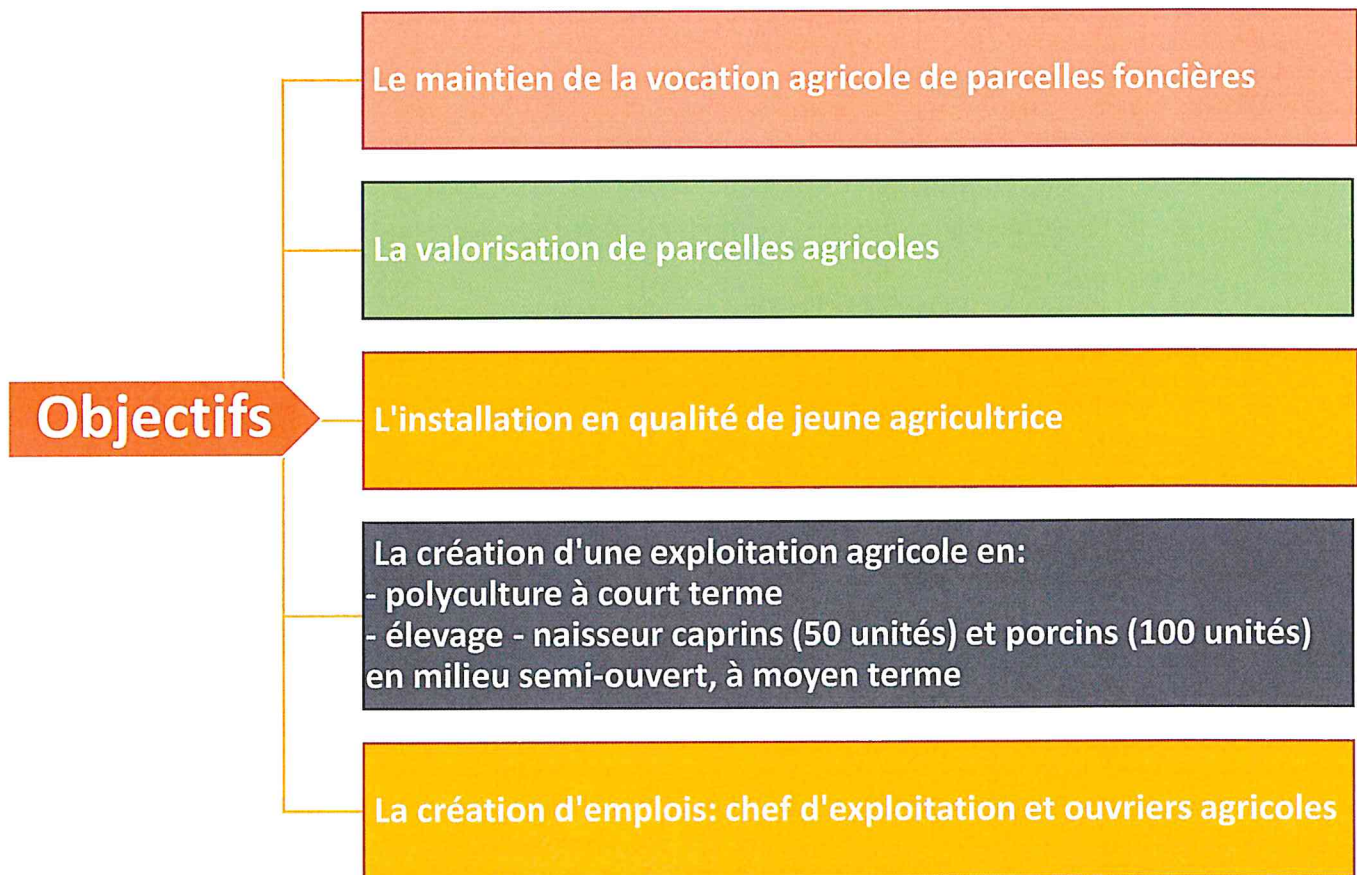 Le maintien de la vocation agricole de parcelles foncières
La valorisation de parcelles agricoles
Objectifs
L'installation en qualité de jeune agricultrice
La création d'une exploitation agricole en:
- polyculture à court terme
- élevage - naisseur caprins (50 unités) et porcins (100 unités)
en milieu semi-ouvert, à moyen terme
La création d'emplois: chef d'exploitation et ouvriers agricoles